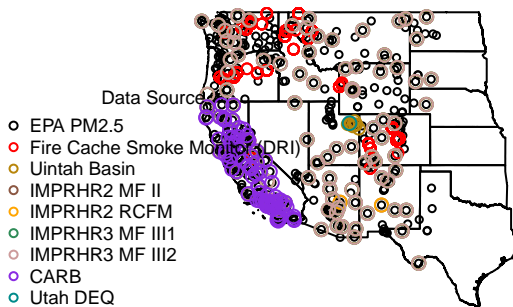 Data Source
EPA PM2.5
Fire Cache Smoke Monitor (DRI)
Uintah Basin
IMPRHR2 MF II
IMPRHR2 RCFM
IMPRHR3 MF III1
IMPRHR3 MF III2
CARB
Utah DEQ